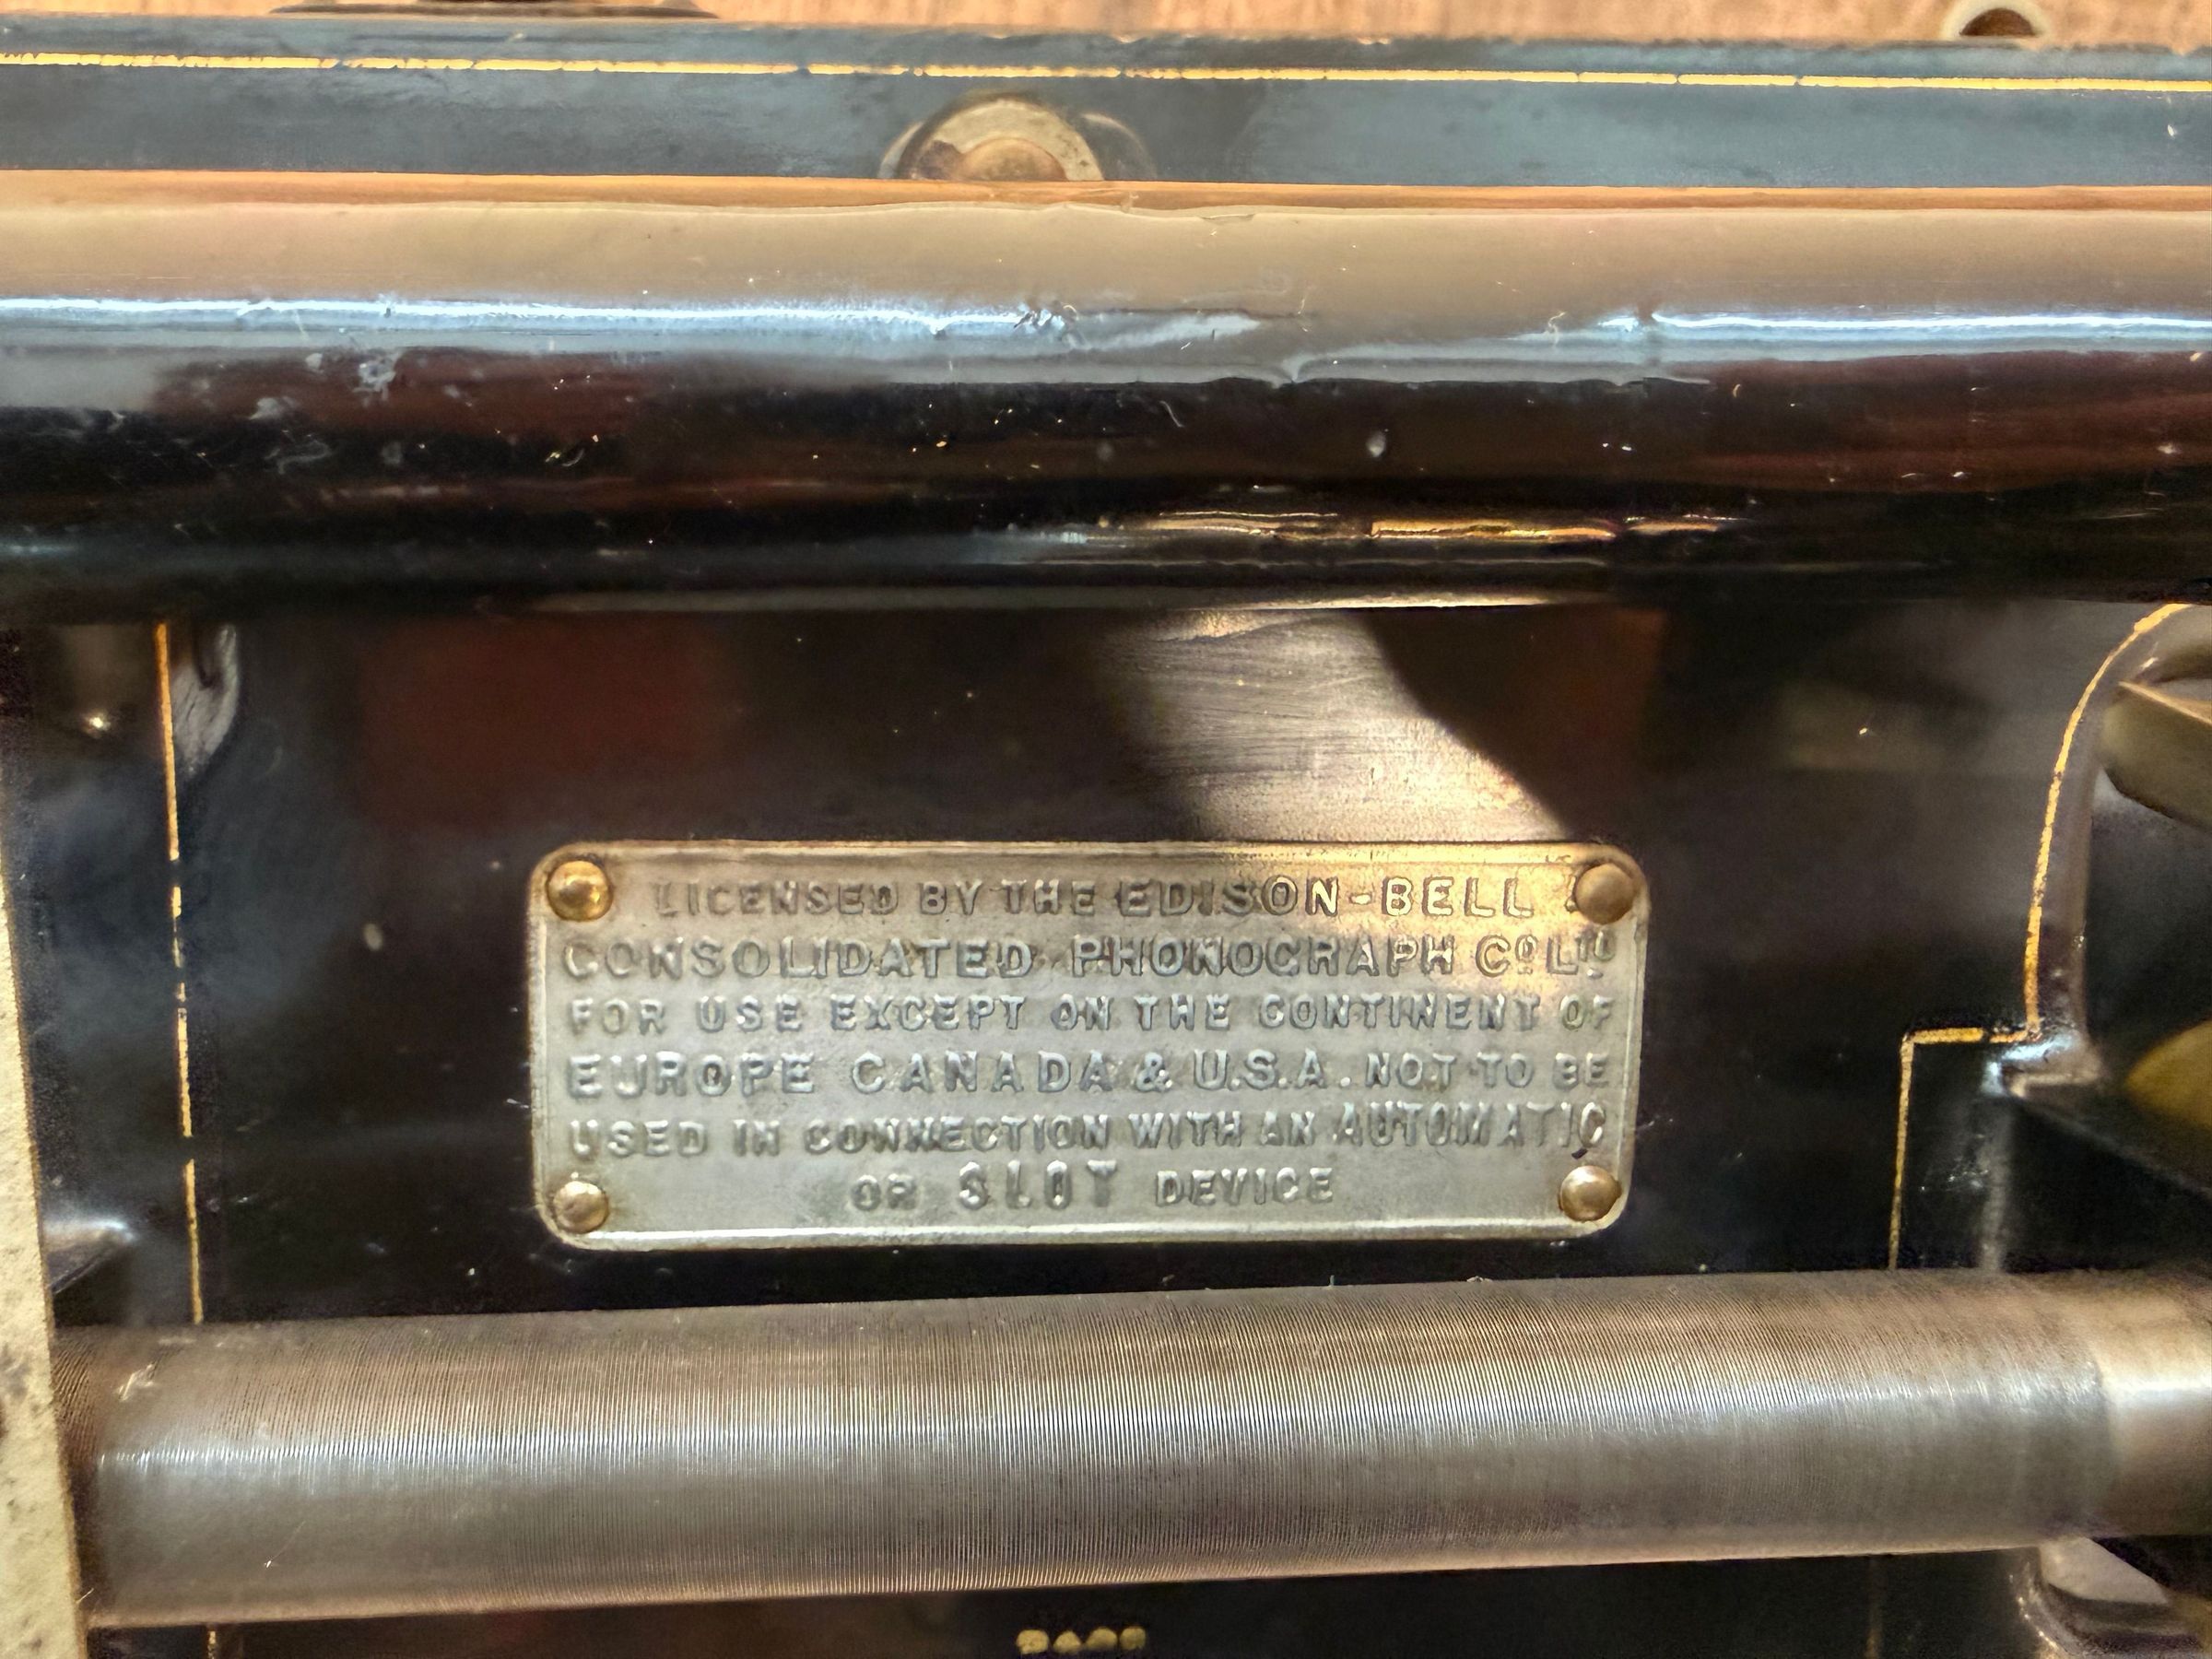 LICENSED BY THE EDISON-BELL
CONSOLIDATED PHONOGRAPH Cº LTD
FOR USE EXCEPT ON THE CONTINENT OF
EUROPE CANADA & U.S.A. NOT TO BE
USED IN CONNECTION WITH AN AUTOMATIC
OR SLOT DEVICE